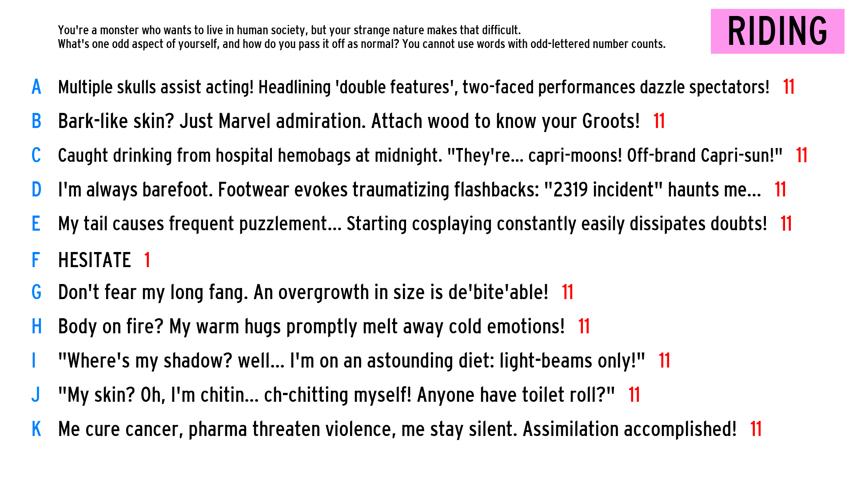 You're a monster who wants to live in human society, but your strange nature makes that difficult.
What's one odd aspect of yourself, and how do you pass it off as normal? You cannot use words with odd-lettered number counts.
RIDING
A Multiple skulls assist acting! Headlining 'double features', two-faced performances dazzle spectators! 11
B Bark-like skin? Just Marvel admiration. Attach wood to know your Groots! 11
C Caught drinking from hospital hemobags at midnight. "They're... capri-moons! Off-brand Capri-sun!" 11
D I'm always barefoot. Footwear evokes traumatizing flashbacks: "2319 incident" haunts me... 11
E My tail causes frequent puzzlement... Starting cosplaying constantly easily dissipates doubts! 11
F HESITATE 1
G Don't fear my long fang. An overgrowth in size is de'bite'able! 11
H Body on fire? My warm hugs promptly melt away cold emotions! 11
I "Where's my shadow? well... I'm on an astounding diet: light-beams only!" 11
J "My skin? Oh, I'm chitin... ch-chitting myself! Anyone have toilet roll?" 11
K Me cure cancer, pharma threaten violence, me stay silent. Assimilation accomplished! 11